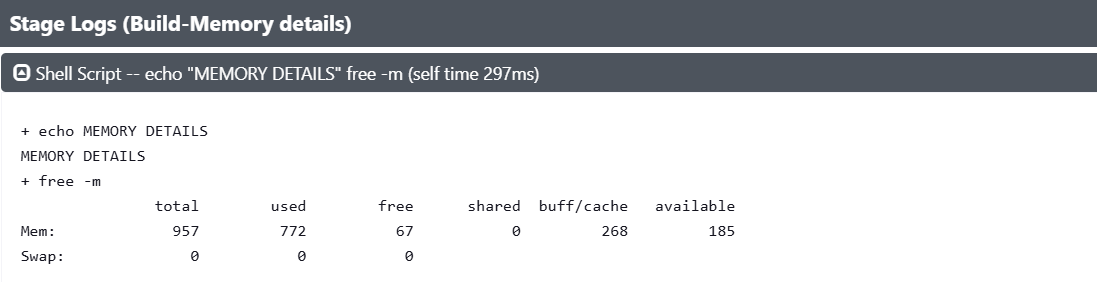 Stage Logs (Build-Memory details)
Shell Script -- echo "MEMORY DETAILS" free -m (self time 297ms)
+ echo MEMORY DETAILS
MEMORY DETAILS
+ free -m
total used free shared buff/cache available
Mem: 957 772 67 0 268 185
Swap: 0 0 0